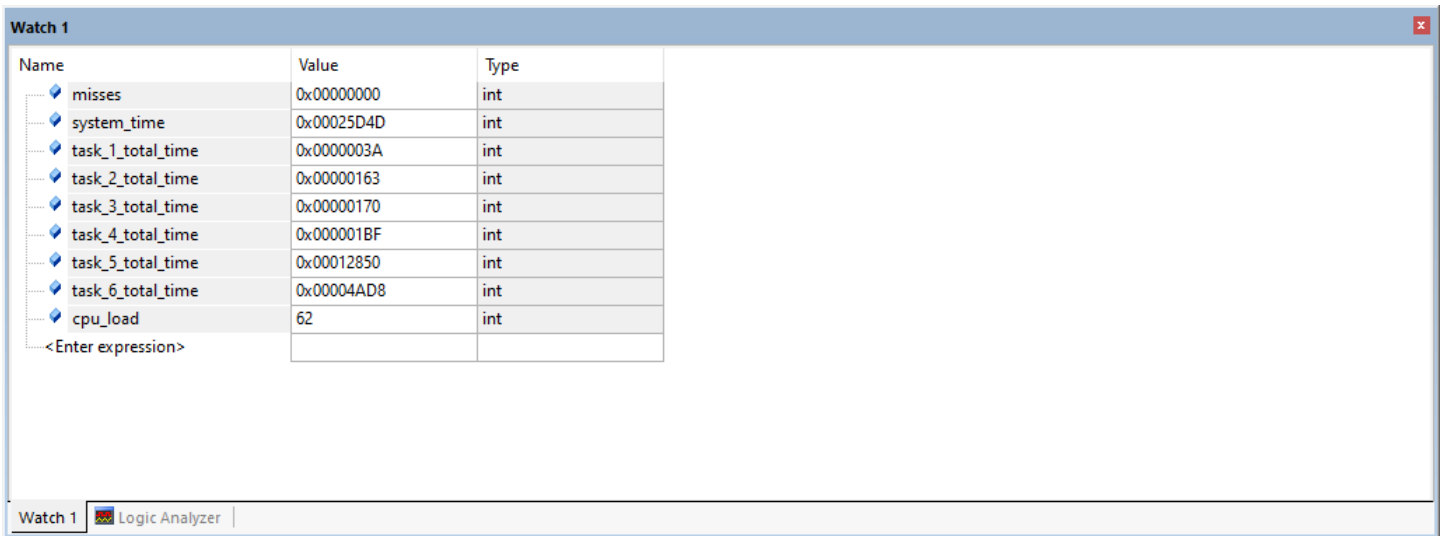 Watch 1
Name Value Type
misses 0x00000000 int
system_time 0x00025D4D int
task_1_total_time 0x0000003A int
task_2_total_time 0x00000163 int
task_3_total_time 0x00000170 int
task_4_total_time 0x000001BF int
task_5_total_time 0x00012850 int
task_6_total_time 0x00004AD8 int
cpu_load 62 int
<Enter expression>
Watch 1 Logic Analyzer